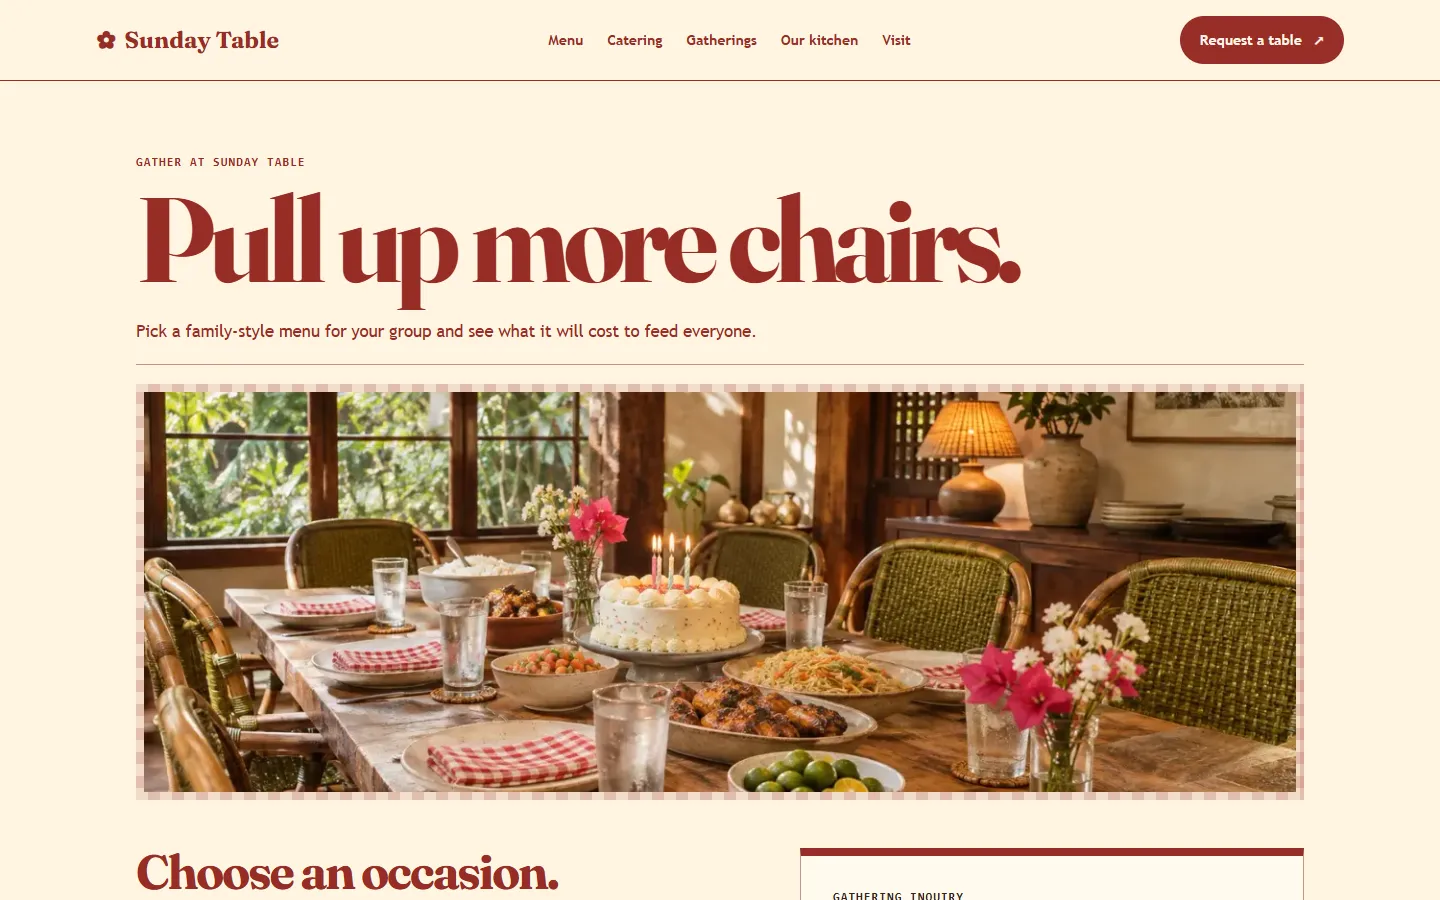 Sunday Table
Menu
Catering
Gatherings
Our kitchen
Visit
Request a table ↗
GATHER AT SUNDAY TABLE
Pull up more chairs.
Pick a family-style menu for your group and see what it will cost to feed everyone.
Choose an occasion.
GATHERING INQUIRY